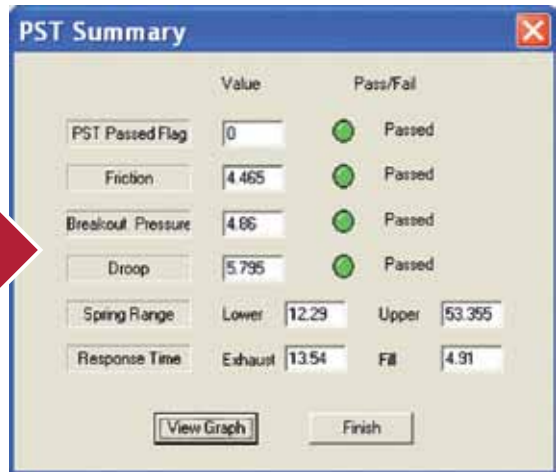 PST Summary
Value Pass/Fail
PST Passed Flag 0 Passed
Friction 4.465 Passed
Breakout Pressure 4.86 Passed
Droop 5.795 Passed
Spring Range Lower 12.29 Upper 53.355
Response Time Exhaust 13.54 Fill 4.91
View Graph Finish